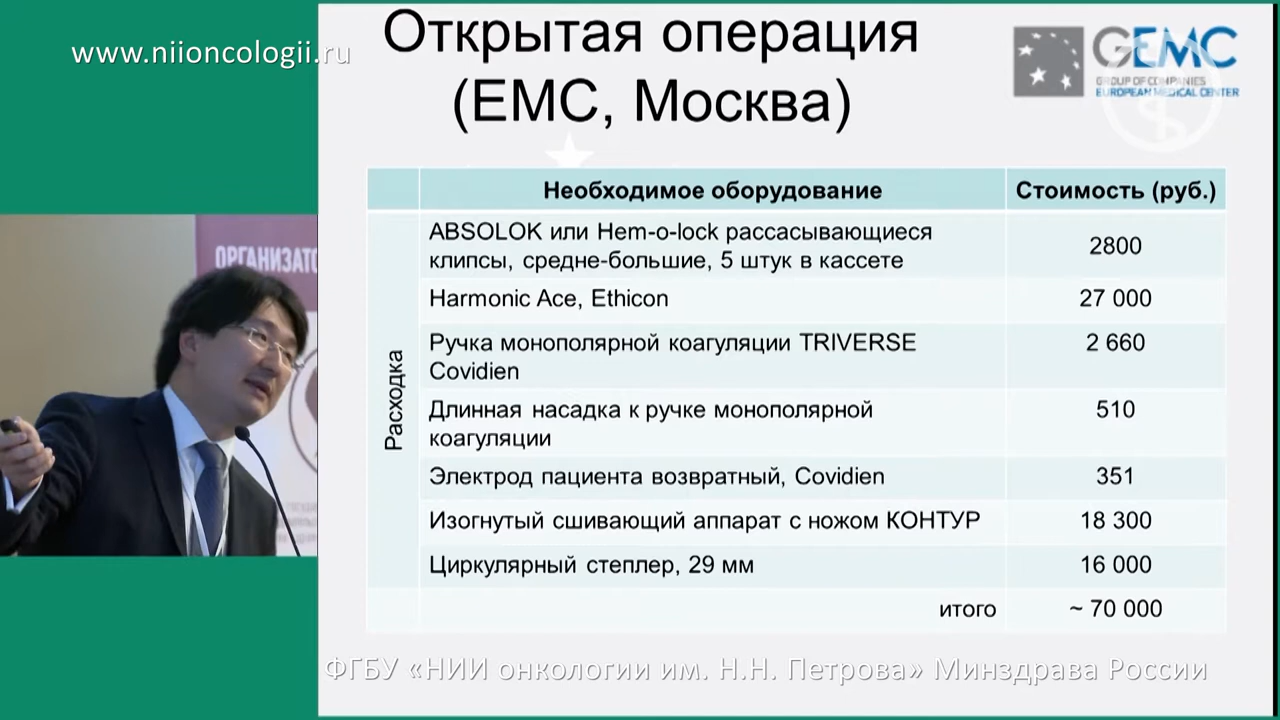 www.niioncologii.ru
Открытая операция
(EMC, Москва)
GEMC
GROUP OF COMPANIES
EUROPEAN MEDICAL CENTER
ОРГАНИЗАТО
Необходимое оборудование
Стоимость (руб.)
Расходка
ABSOLOK или Hem-o-lock рассасывающиеся
клипсы, средне-большие, 5 штук в кассете
2800
Harmonic Ace, Ethicon
27 000
Ручка монополярной коагуляции TRIVERSE
Covidien
2 660
Длинная насадка к ручке монополярной
коагуляции
510
Электрод пациента возвратный, Covidien
351
Изогнутый сшивающий аппарат с ножом КОНТУР
18 300
Циркулярный степлер, 29 мм
16 000
итого
~ 70 000
ФГБУ «НИИ онкологии им. Н.Н. Петрова» Минздрава России